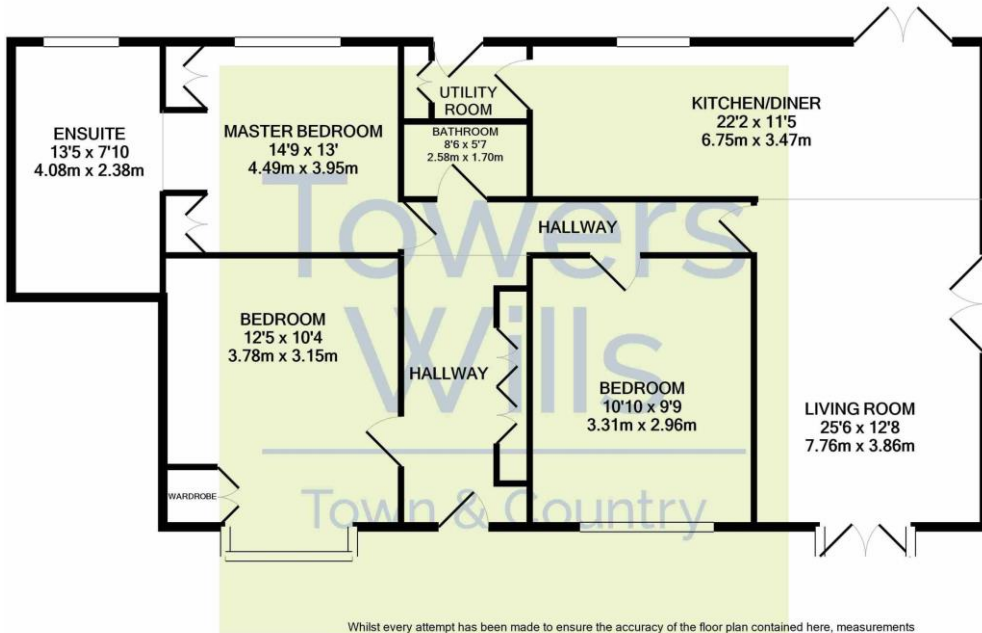 ENSUITE
13'5 x 7'10
4.08m x 2.38m
MASTER BEDROOM
14'9 x 13'
4.49m x 3.95m
UTILITY
ROOM
BATHROOM
8'6 x 5'7
2.58m x 1.70m
KITCHEN/DINER
22'2 x 11'5
6.75m x 3.47m
HALLWAY
BEDROOM
12'5 x 10'4
3.78m x 3.15m
HALLWAY
BEDROOM
10'10 x 9'9
3.31m x 2.96m
LIVING ROOM
25'6 x 12'8
7.76m x 3.86m
WARDROBE
Towers
Wills
Town & Country
Whilst every attempt has been made to ensure the accuracy of the floor plan contained here, measurements